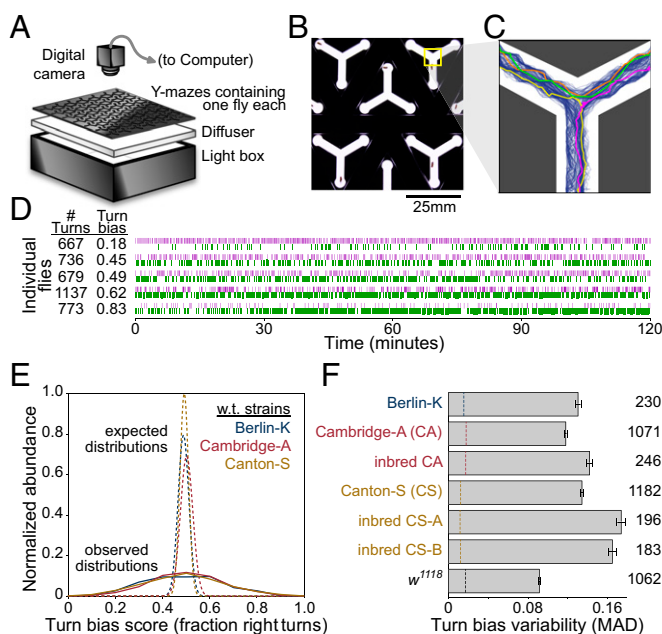 A
Digital
camera
(to Computer)
Y-mazes containing
one fly each
Diffuser
Light box
B
25mm
C
D
Individual
flies
# Turns
Turn bias
667 0.18
736 0.45
679 0.49
1137 0.62
773 0.83
0 30 60 90 120
Time (minutes)
E
Normalized abundance
1.0
0.8
0.6
0.4
0.2
0
w.t. strains
Berlin-K
Cambridge-A
Canton-S
expected
distributions
observed
distributions
0.0 0.2 0.4 0.6 0.8 1.0
Turn bias score (fraction right turns)
F
Berlin-K 230
Cambridge-A (CA) 1071
inbred CA 246
Canton-S (CS) 1182
inbred CS-A 196
inbred CS-B 183
w1118 1062
0 0.08 0.16
Turn bias variability (MAD)